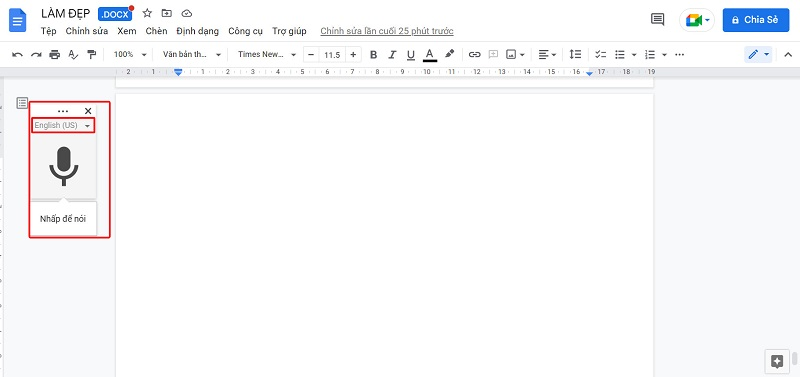 LÀM ĐẸP .DOCX
Tệp Chỉnh sửa Xem Chèn Định dạng Công cụ Trợ giúp Chỉnh sửa lần cuối 25 phút trước
Chia Sẻ
100% Văn bản th... Times New... − 11.5 + B I U A
2 1 1 2 3 4 5 6 7 8 9 10 11 12 13 14 15 16 17 18 19
English (US)
Nhấp để nói